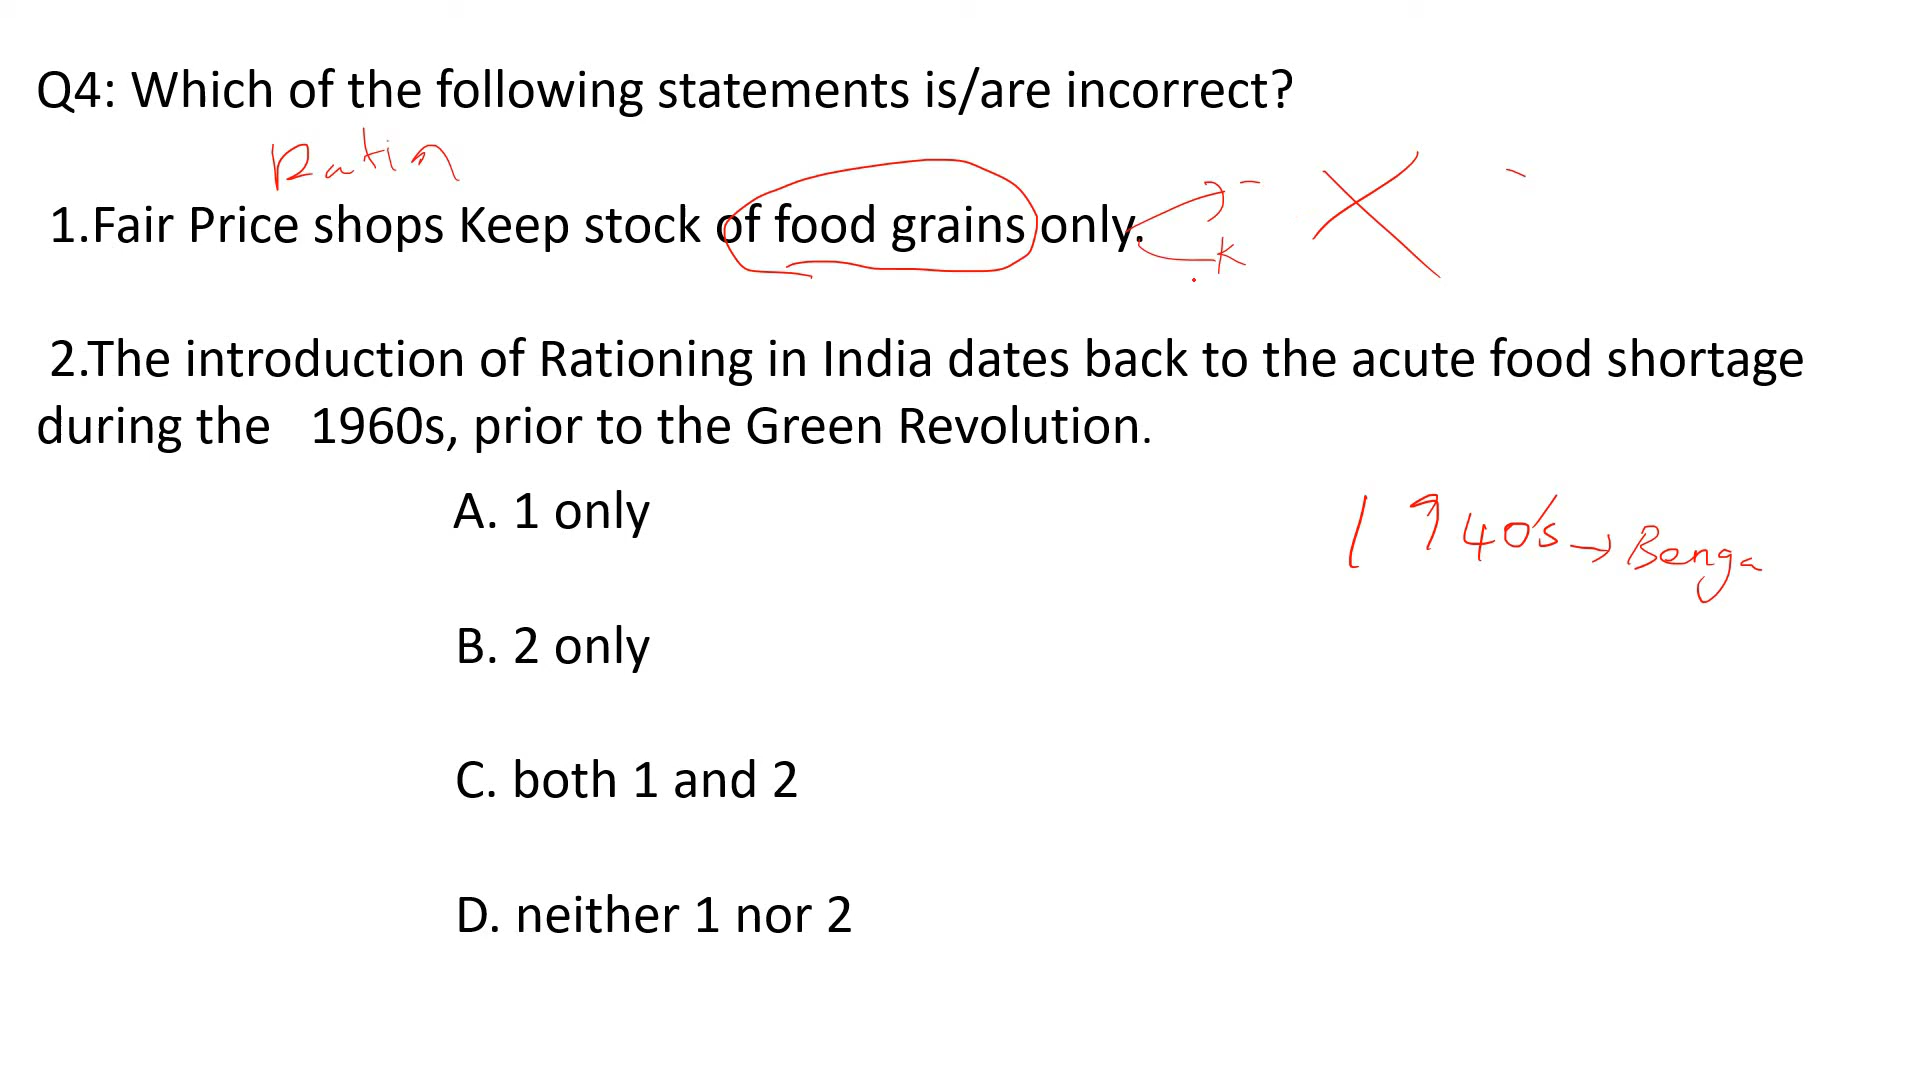 Q4: Which of the following statements is/are incorrect?
Ration
1.Fair Price shops Keep stock of food grains only.
K
2.The introduction of Rationing in India dates back to the acute food shortage
during the 1960s, prior to the Green Revolution.
A. 1 only
1940's → Benga
B. 2 only
C. both 1 and 2
D. neither 1 nor 2